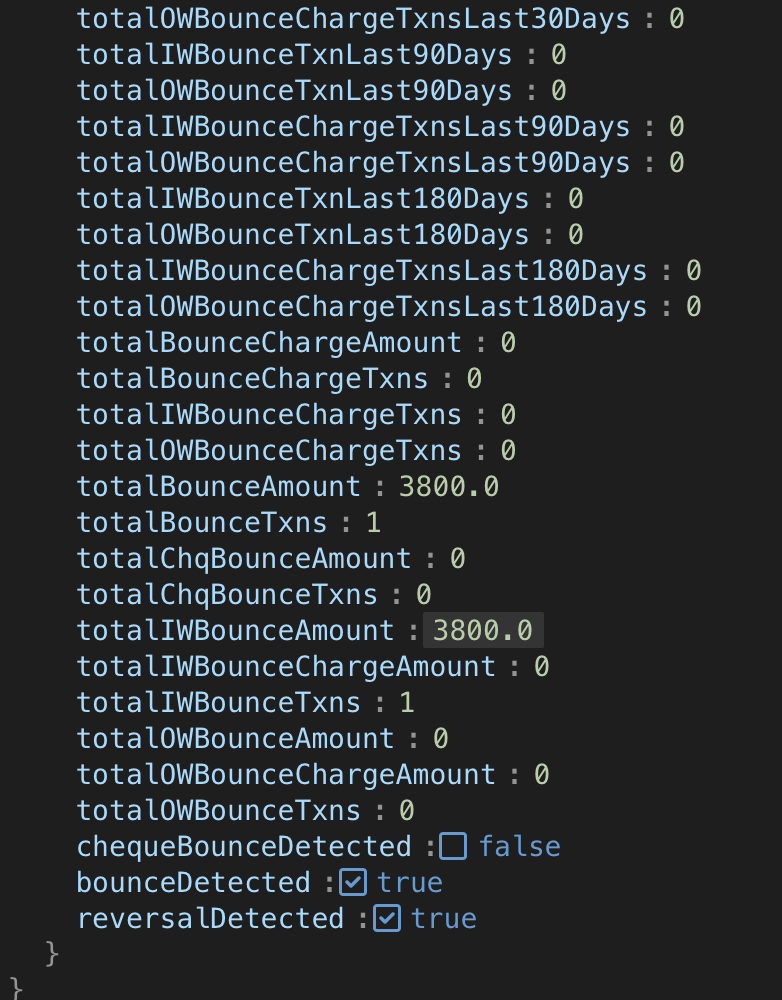 totalOWBounceChargeTxnsLast30Days : 0
totalIWBounceTxnLast90Days : 0
totalOWBounceTxnLast90Days : 0
totalIWBounceChargeTxnsLast90Days : 0
totalOWBounceChargeTxnsLast90Days : 0
totalIWBounceTxnLast180Days : 0
totalOWBounceTxnLast180Days : 0
totalIWBounceChargeTxnsLast180Days : 0
totalOWBounceChargeTxnsLast180Days : 0
totalBounceChargeAmount : 0
totalBounceChargeTxns : 0
totalIWBounceChargeTxns : 0
totalOWBounceChargeTxns : 0
totalBounceAmount : 3800.0
totalBounceTxns : 1
totalChqBounceAmount : 0
totalChqBounceTxns : 0
totalIWBounceAmount : 3800.0
totalIWBounceChargeAmount : 0
totalIWBounceTxns : 1
totalOWBounceAmount : 0
totalOWBounceChargeAmount : 0
totalOWBounceTxns : 0
chequeBounceDetected : false
bounceDetected : true
reversalDetected : true
}
}